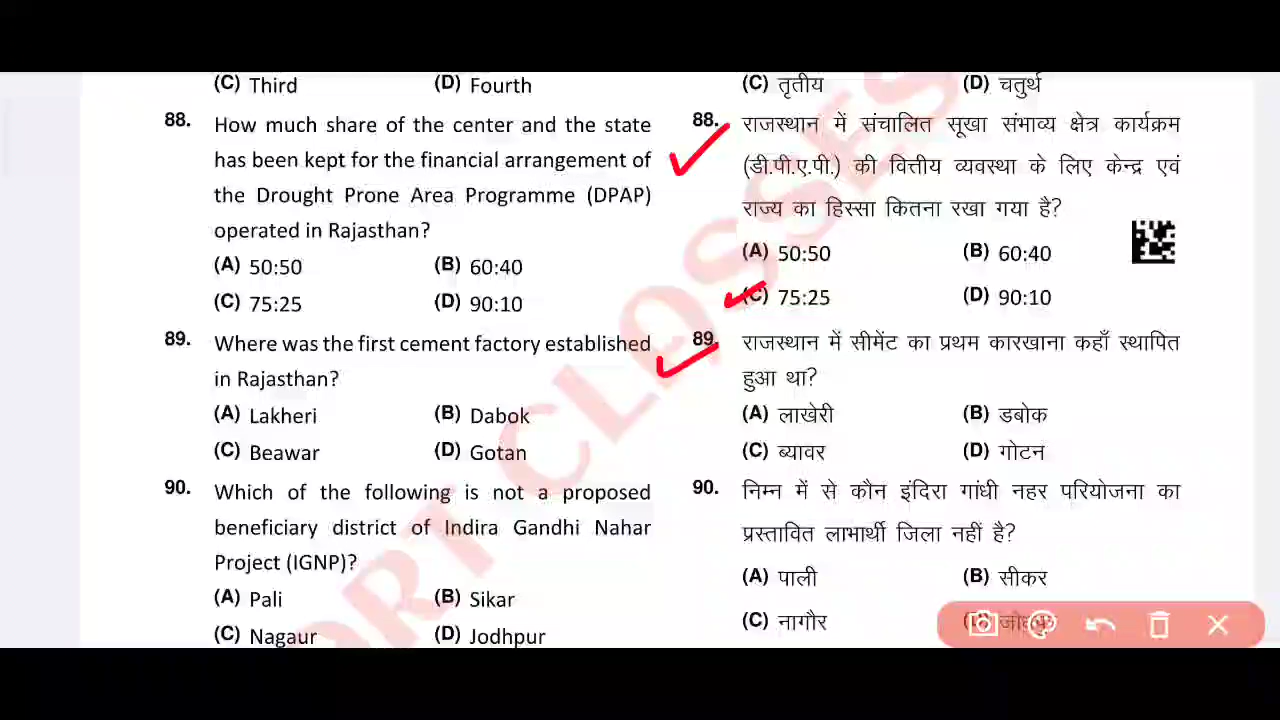 (C) Third (D) Fourth
88. How much share of the center and the state
has been kept for the financial arrangement of
the Drought Prone Area Programme (DPAP)
operated in Rajasthan?
(A) 50:50 (B) 60:40
(C) 75:25 (D) 90:10
89. Where was the first cement factory established
in Rajasthan?
(A) Lakheri (B) Dabok
(C) Beawar (D) Gotan
90. Which of the following is not a proposed
beneficiary district of Indira Gandhi Nahar
Project (IGNP)?
(A) Pali (B) Sikar
(C) Nagaur (D) Jodhpur
(C) तृतीय (D) चतुर्थ
88. राजस्थान में संचालित सूखा संभाव्य क्षेत्र कार्यक्रम
(डी.पी.ए.पी.) की वित्तीय व्यवस्था के लिए केन्द्र एवं
राज्य का हिस्सा कितना रखा गया है?
(A) 50:50 (B) 60:40
(C) 75:25 (D) 90:10
89. राजस्थान में सीमेंट का प्रथम कारखाना कहाँ स्थापित
हुआ था?
(A) लाखेरी (B) डबोक
(C) ब्यावर (D) गोटन
90. निम्न में से कौन इंदिरा गांधी नहर परियोजना का
प्रस्तावित लाभार्थी जिला नहीं है?
(A) पाली (B) सीकर
(C) नागौर
ORT CLASSES